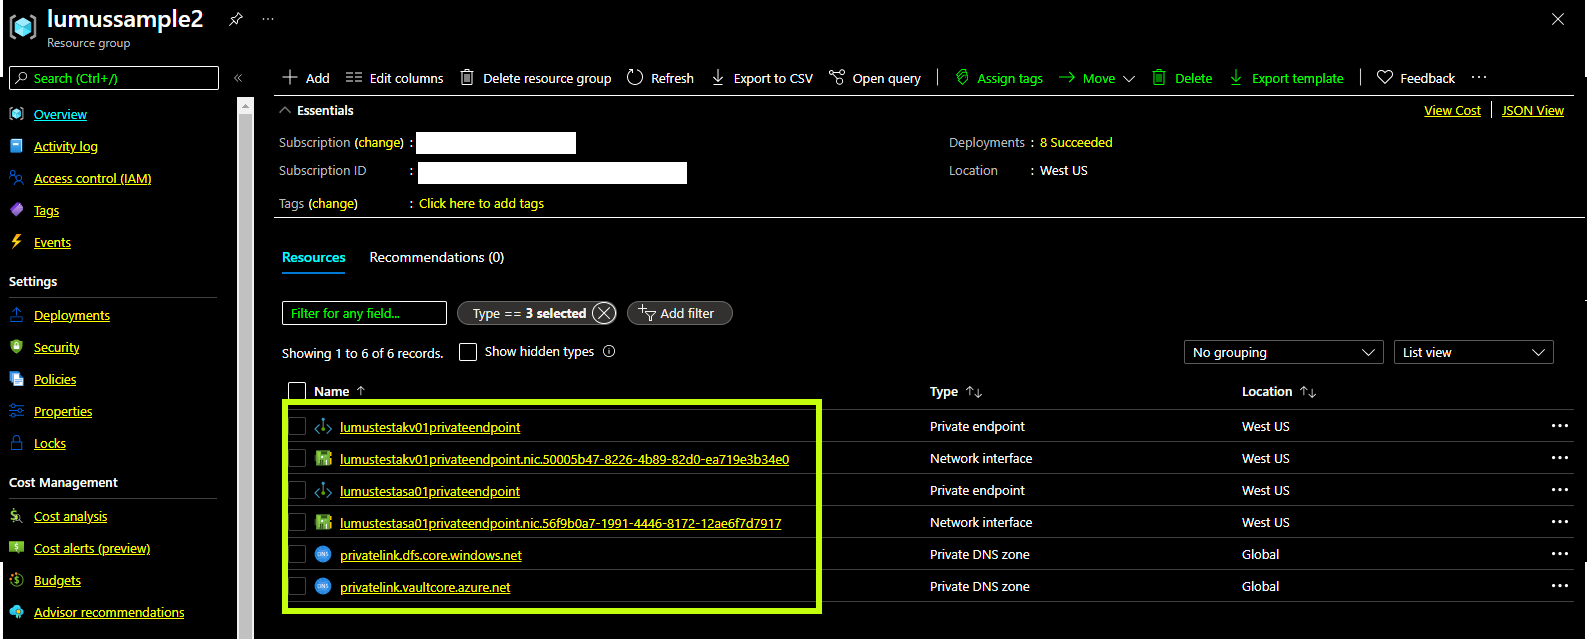 lumussample2
Resource group
Search (Ctrl+/)
«
Add
Edit columns
Delete resource group
Refresh
Export to CSV
Open query
Assign tags
Move
Delete
Export template
Feedback
Overview
Activity log
Access control (IAM)
Tags
Events
Settings
Deployments
Security
Policies
Properties
Locks
Cost Management
Cost analysis
Cost alerts (preview)
Budgets
Advisor recommendations
Essentials
View Cost
JSON View
Subscription (change) :
Deployments : 8 Succeeded
Subscription ID :
Location : West US
Tags (change) : Click here to add tags
Resources
Recommendations (0)
Filter for any field...
Type == 3 selected
Add filter
Showing 1 to 6 of 6 records.
Show hidden types
No grouping
List view
Name ↑ Type ↑↓ Location ↑↓
lumustestakv01privateendpoint Private endpoint West US
lumustestakv01privateendpoint.nic.50005b47-8226-4b89-82d0-ea719e3b34e0 Network interface West US
lumustestasa01privateendpoint Private endpoint West US
lumustestasa01privateendpoint.nic.56f9b0a7-1991-4446-8172-12ae6f7d7917 Network interface West US
DNS privatelink.dfs.core.windows.net Private DNS zone Global
DNS privatelink.vaultcore.azure.net Private DNS zone Global